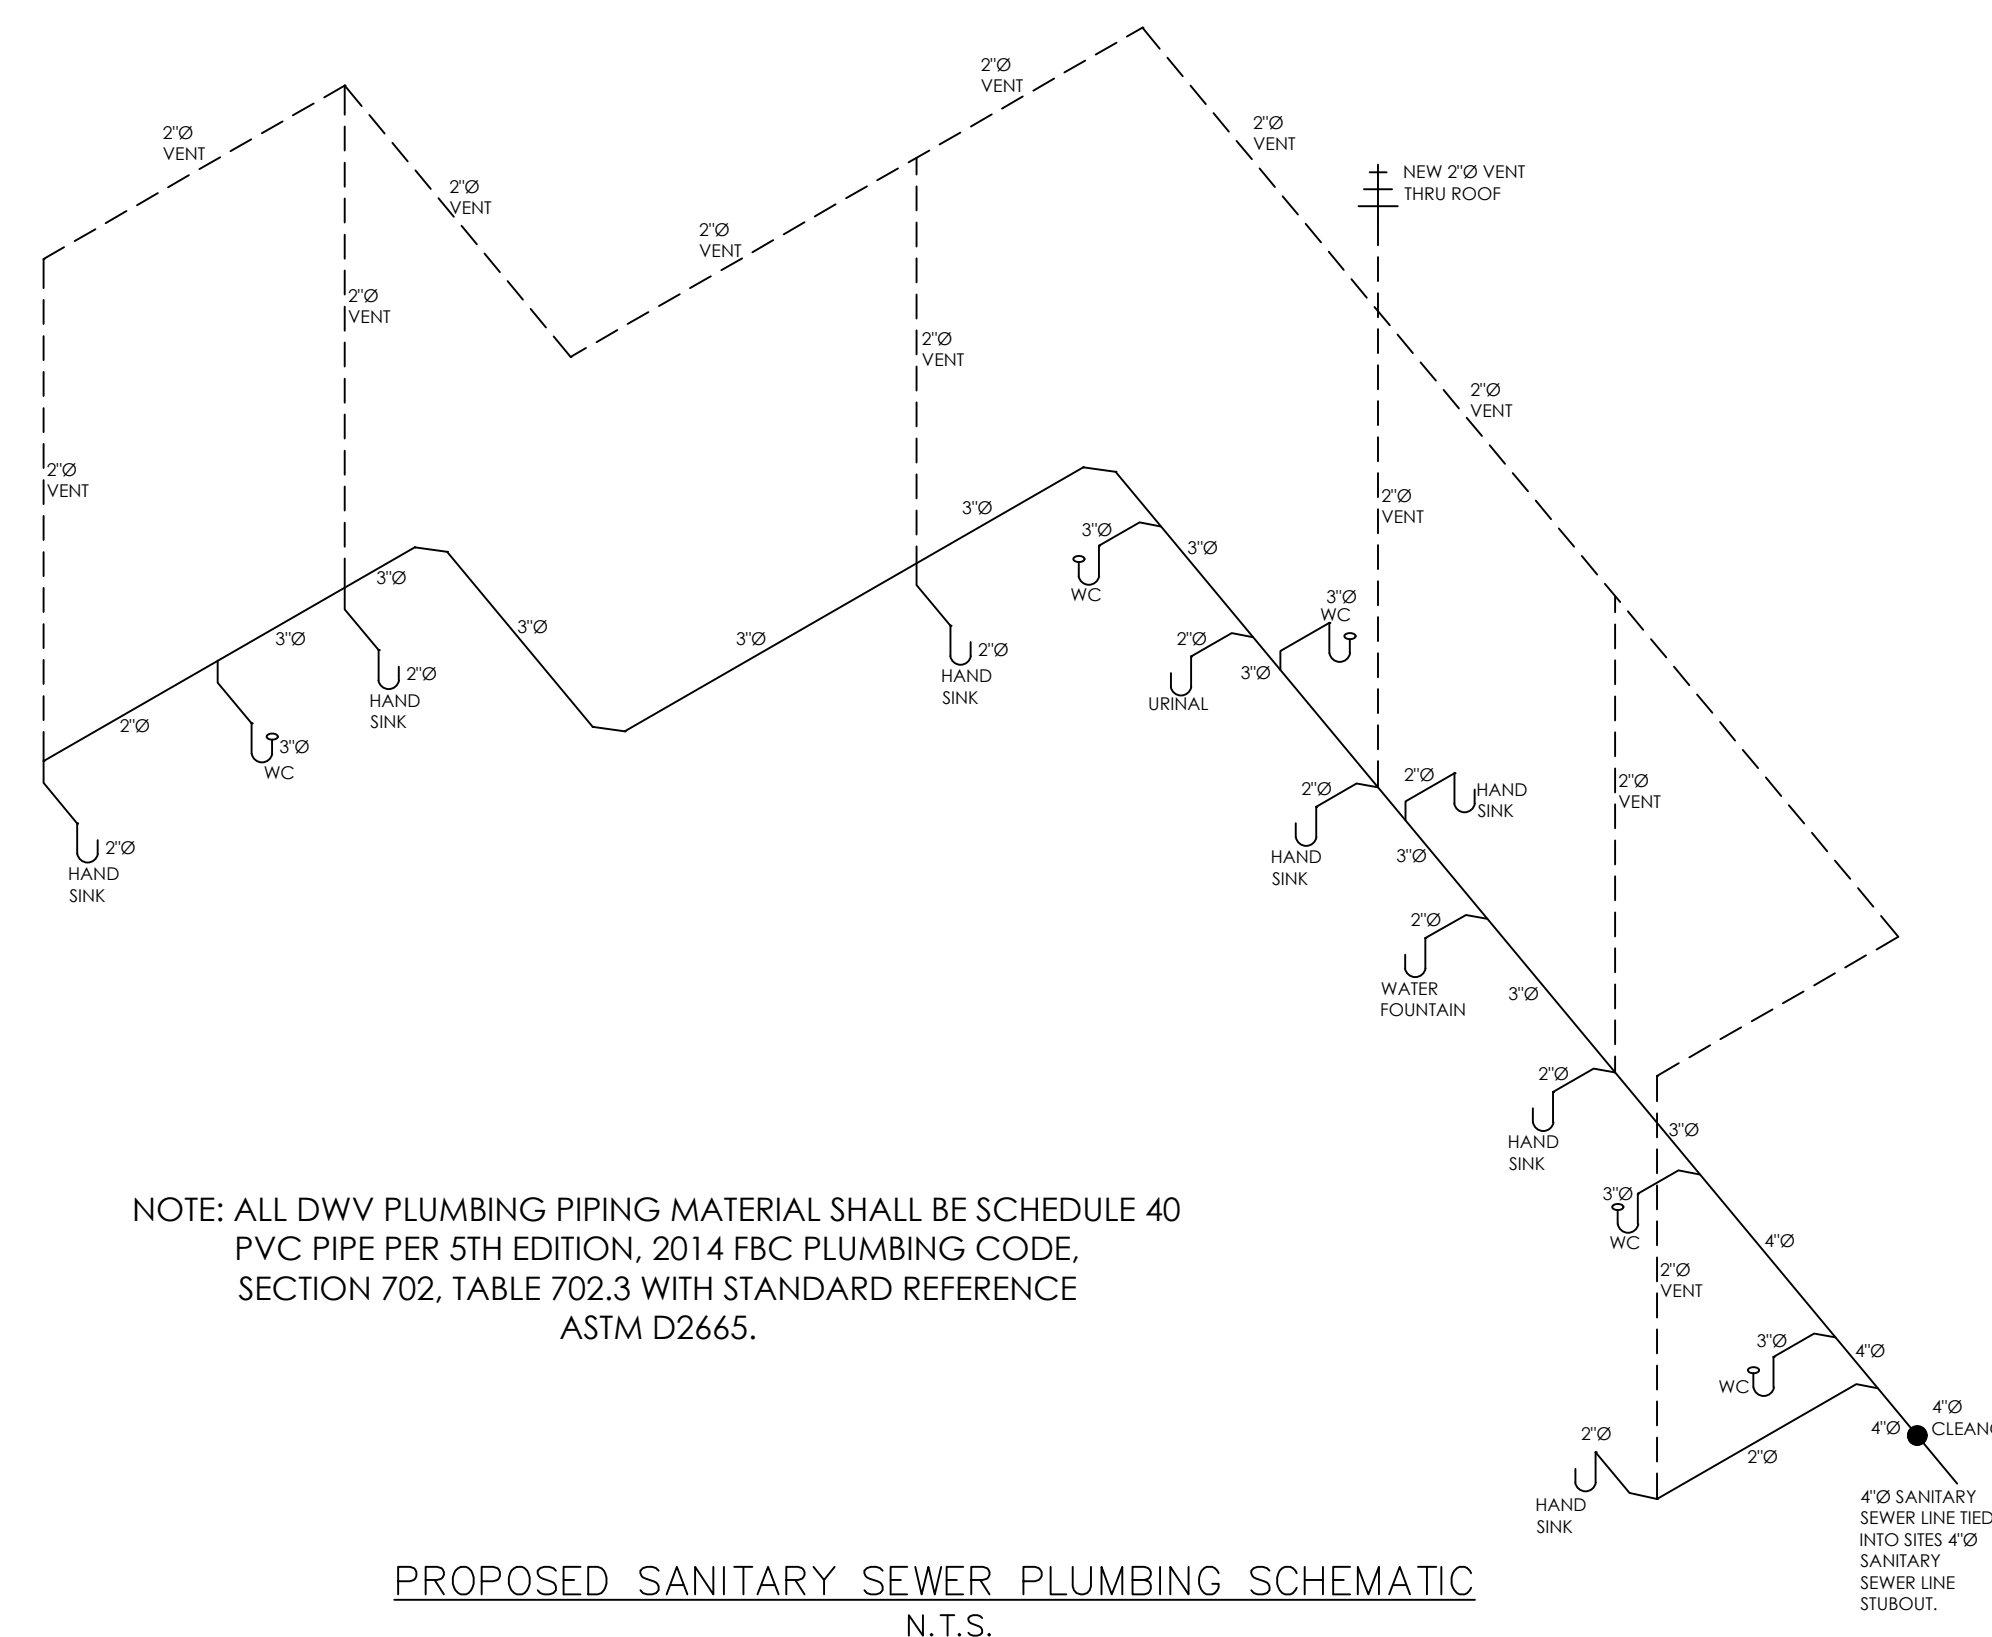 2"Ø
VENT
2"Ø
VENT
2"Ø
VENT
2"Ø
VENT
NEW 2"Ø VENT
THRU ROOF
2"Ø
VENT
2"Ø
VENT
2"Ø
VENT
2"Ø
VENT
2"Ø
VENT
2"Ø
VENT
2"Ø
VENT
3"Ø
3"Ø
3"Ø
WC
3"Ø
3"Ø
3"Ø
3"Ø
3"Ø
WC
2"Ø
URINAL
3"Ø
2"Ø
HAND
SINK
2"Ø
HAND
SINK
2"Ø
3"Ø
WC
2"Ø
HAND
SINK
2"Ø
HAND
SINK
2"Ø
HAND
SINK
3"Ø
2"Ø
VENT
2"Ø
WATER
FOUNTAIN
3"Ø
2"Ø
HAND
SINK
3"Ø
3"Ø
WC
4"Ø
2"Ø
VENT
NOTE: ALL DWV PLUMBING PIPING MATERIAL SHALL BE SCHEDULE 40
PVC PIPE PER 5TH EDITION, 2014 FBC PLUMBING CODE,
SECTION 702, TABLE 702.3 WITH STANDARD REFERENCE
ASTM D2665.
3"Ø
WC
4"Ø
4"Ø
4"Ø
2"Ø
2"Ø
HAND
SINK
4"Ø SANITARY
SEWER LINE TIED
INTO SITES 4"Ø
SANITARY
SEWER LINE
STUBOUT.
PROPOSED SANITARY SEWER PLUMBING SCHEMATIC
N.T.S.